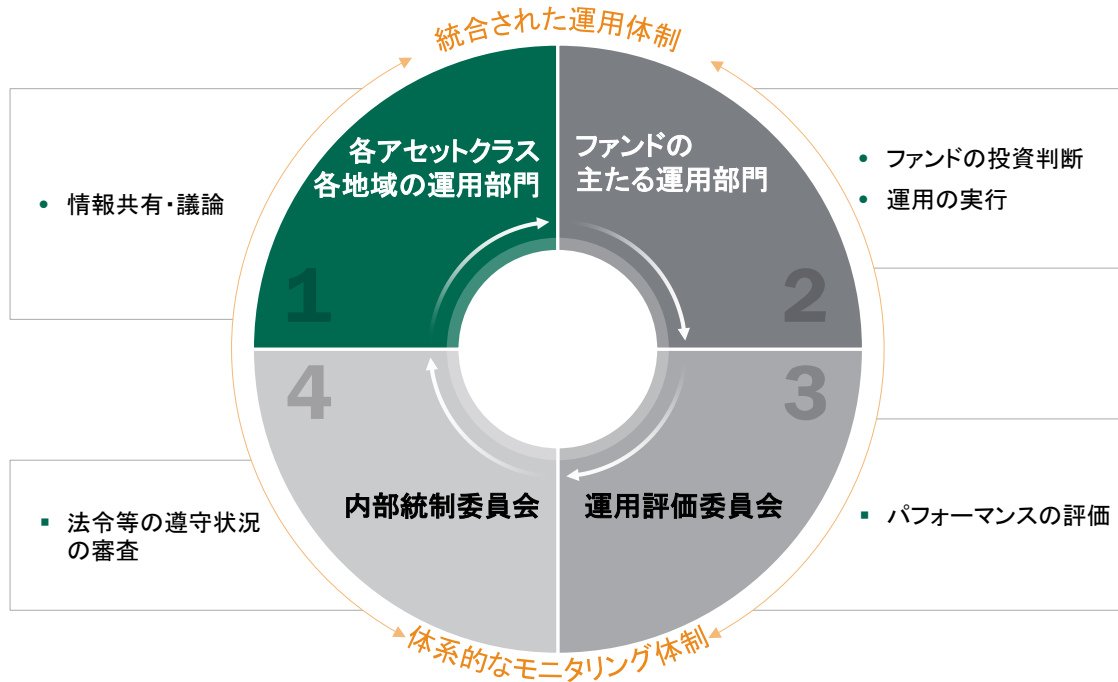 統合された運用体制
各アセットクラス
各地域の運用部門
1
• 情報共有・議論
ファンドの
主たる運用部門
2
• ファンドの投資判断
• 運用の実行
3
運用評価委員会
▪ パフォーマンスの評価
4
内部統制委員会
▪ 法令等の遵守状況
の審査
体系的なモニタリング体制